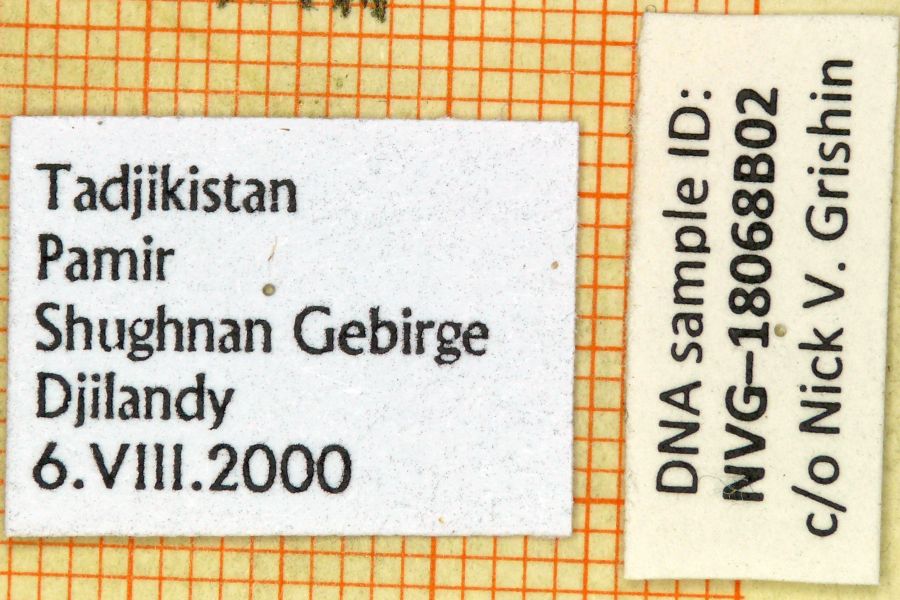 Tadjikistan
Pamir
Shughnan Gebirge
Djilandy
6.VIII.2000
DNA sample ID:
NVG-18068B02
c/o Nick V. Grishin